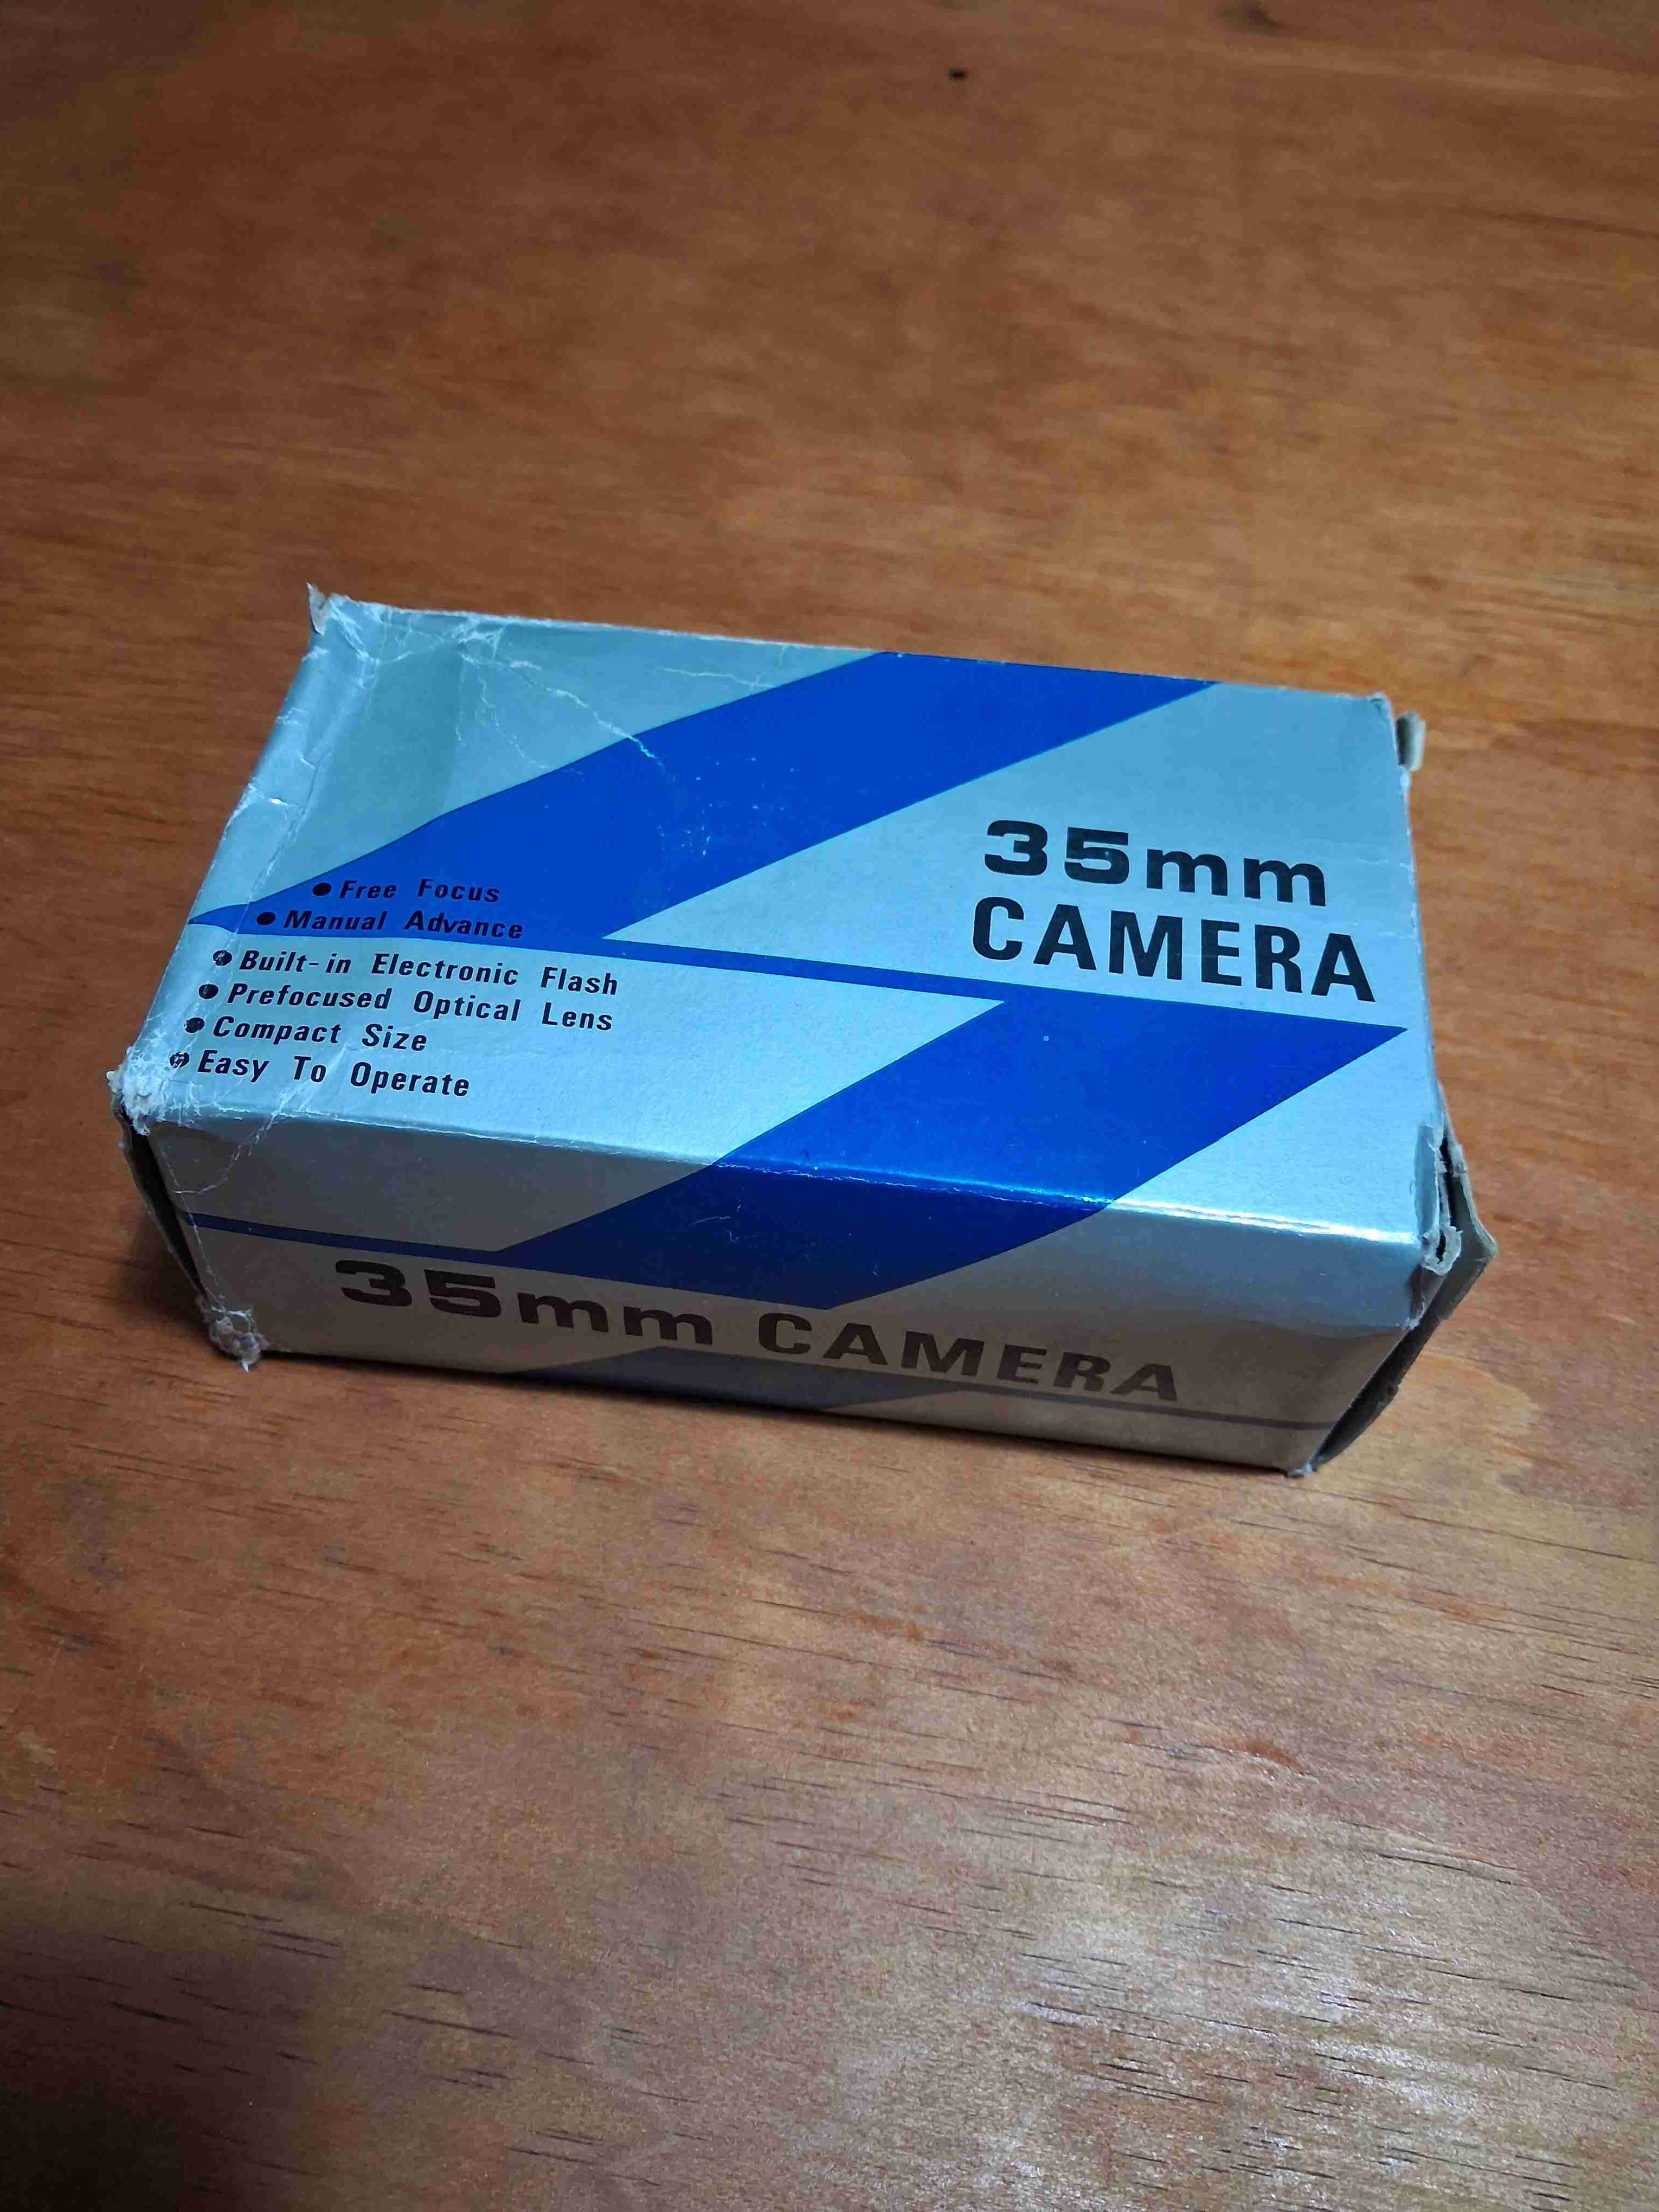 35mm
CAMERA
● Free Focus
● Manual Advance
● Built-in Electronic Flash
● Prefocused Optical Lens
● Compact Size
● Easy To Operate
35mm CAMERA